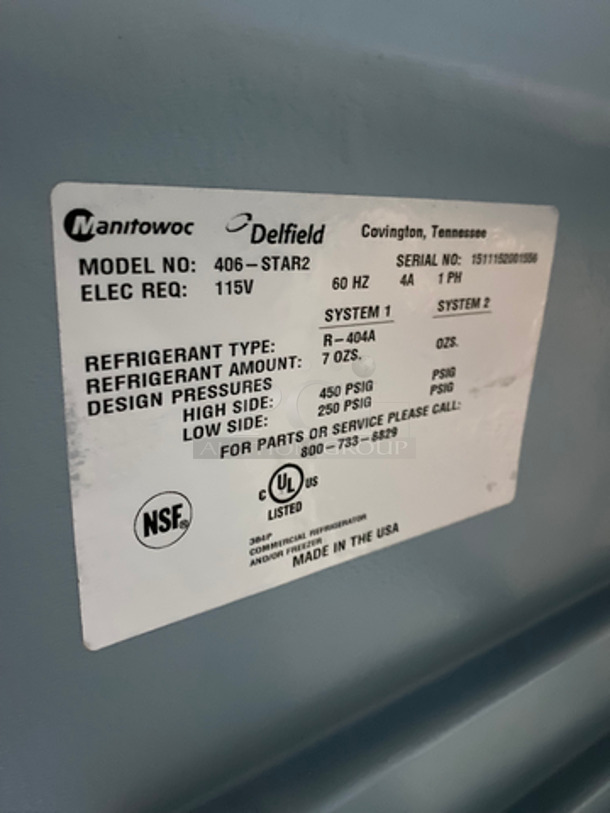 Manitowoc Delfield Covington, Tennessee
MODEL NO: 406-STAR2 SERIAL NO: 1511152001556
ELEC REQ: 115V 60 HZ 4A 1 PH
SYSTEM 1 SYSTEM 2
REFRIGERANT TYPE: R-404A
REFRIGERANT AMOUNT: 7 OZS. OZS.
DESIGN PRESSURES
HIGH SIDE: 450 PSIG PSIG
LOW SIDE: 250 PSIG PSIG
FOR PARTS OR SERVICE PLEASE CALL:
800-733-8829
NSF®
C UL US
LISTED
384P
COMMERCIAL REFRIGERATOR
AND/OR FREEZER
MADE IN THE USA